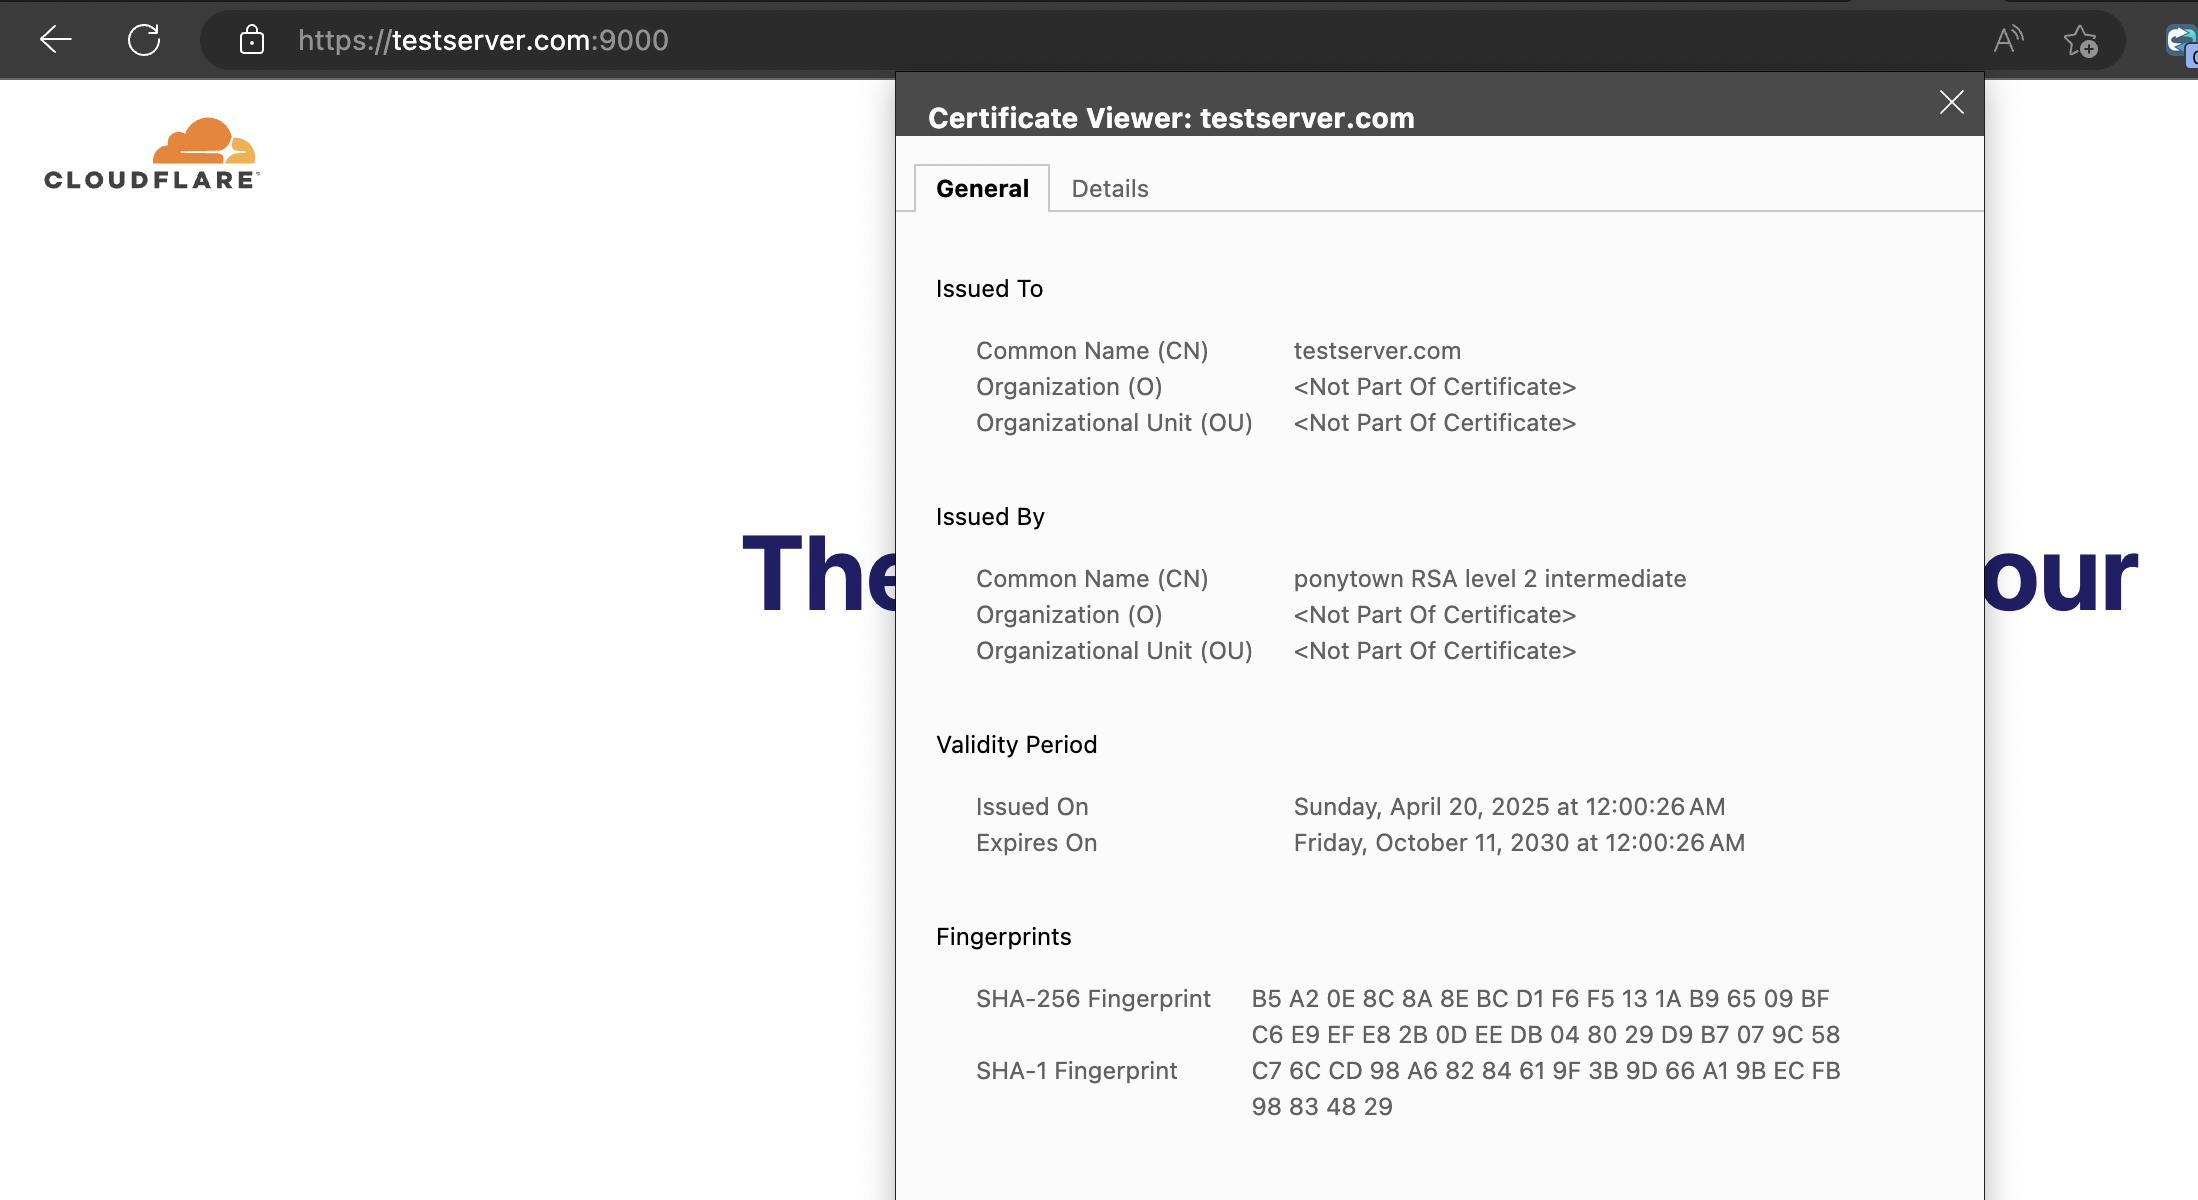 https://testserver.com:9000
CLOUDFLARE
The
our
Certificate Viewer: testserver.com
General Details
Issued To
Common Name (CN) testserver.com
Organization (O) <Not Part Of Certificate>
Organizational Unit (OU) <Not Part Of Certificate>
Issued By
Common Name (CN) ponytown RSA level 2 intermediate
Organization (O) <Not Part Of Certificate>
Organizational Unit (OU) <Not Part Of Certificate>
Validity Period
Issued On Sunday, April 20, 2025 at 12:00:26 AM
Expires On Friday, October 11, 2030 at 12:00:26 AM
Fingerprints
SHA-256 Fingerprint B5 A2 0E 8C 8A 8E BC D1 F6 F5 13 1A B9 65 09 BF
C6 E9 EF E8 2B 0D EE DB 04 80 29 D9 B7 07 9C 58
SHA-1 Fingerprint C7 6C CD 98 A6 82 84 61 9F 3B 9D 66 A1 9B EC FB
98 83 48 29